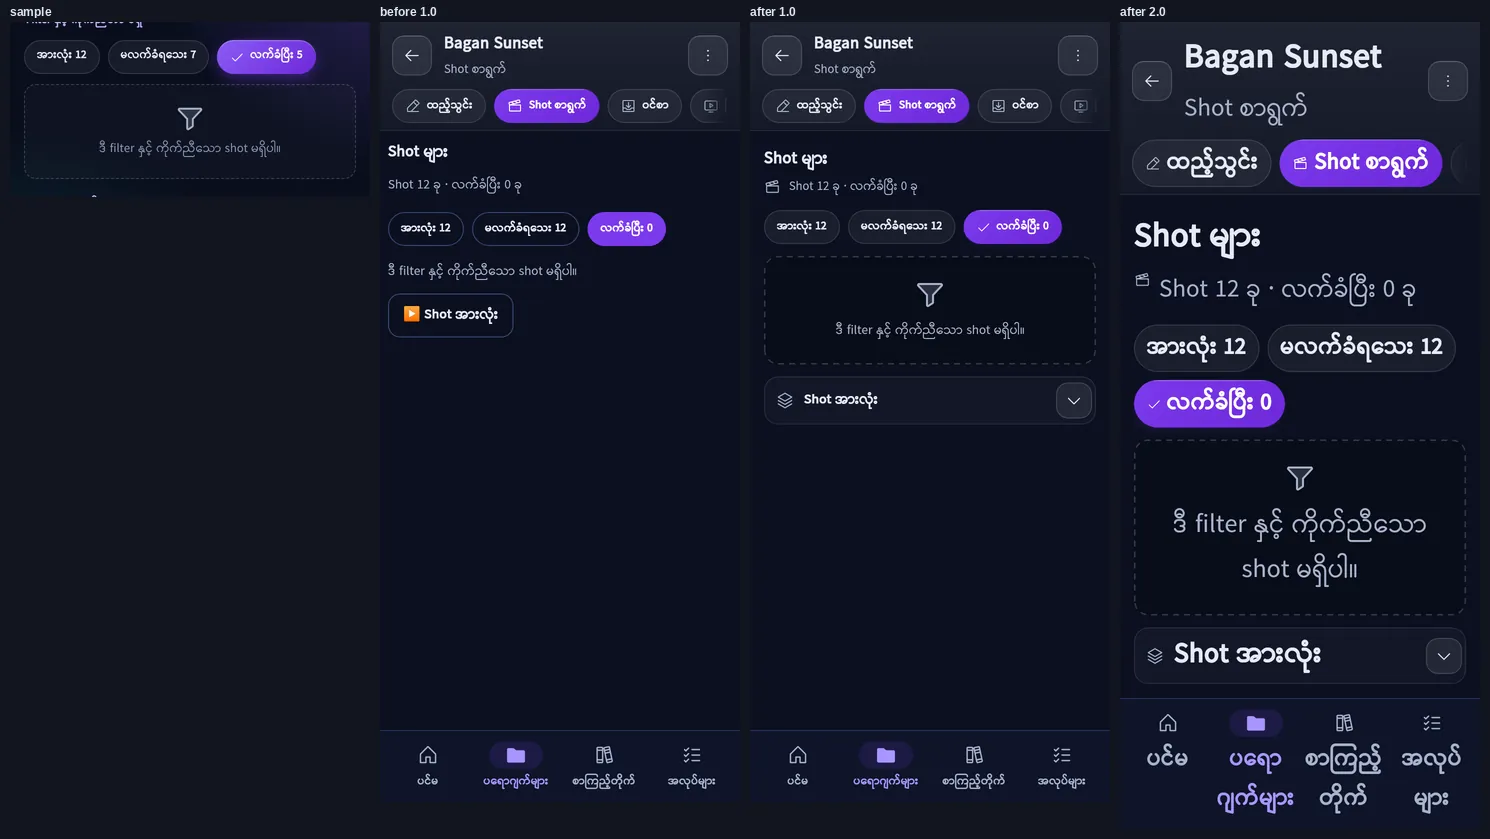 sample
အားလုံး 12
မလက်ခံရသေး 7
လက်ခံပြီး 5
ဒီ filter နှင့် ကိုက်ညီသော shot မရှိပါ။
before 1.0
Bagan Sunset
Shot စာရွက်
ထည့်သွင်း
Shot စာရွက်
ဝင်စာ
Shot များ
Shot 12 ခု · လက်ခံပြီး 0 ခု
အားလုံး 12
မလက်ခံရသေး 12
လက်ခံပြီး 0
ဒီ filter နှင့် ကိုက်ညီသော shot မရှိပါ။
Shot အားလုံး
ပင်မ
ပရောဂျက်များ
စာကြည့်တိုက်
အလုပ်များ
after 1.0
Bagan Sunset
Shot စာရွက်
ထည့်သွင်း
Shot စာရွက်
ဝင်စာ
Shot များ
Shot 12 ခု · လက်ခံပြီး 0 ခု
အားလုံး 12
မလက်ခံရသေး 12
လက်ခံပြီး 0
ဒီ filter နှင့် ကိုက်ညီသော shot မရှိပါ။
Shot အားလုံး
ပင်မ
ပရောဂျက်များ
စာကြည့်တိုက်
အလုပ်များ
after 2.0
Bagan Sunset
Shot စာရွက်
ထည့်သွင်း
Shot စာရွက်
Shot များ
Shot 12 ခု · လက်ခံပြီး 0 ခု
အားလုံး 12
မလက်ခံရသေး 12
လက်ခံပြီး 0
ဒီ filter နှင့် ကိုက်ညီသော
shot မရှိပါ။
Shot အားလုံး
ပင်မ
ပရော
ဂျက်များ
စာကြည့်
တိုက်
အလုပ်
များ